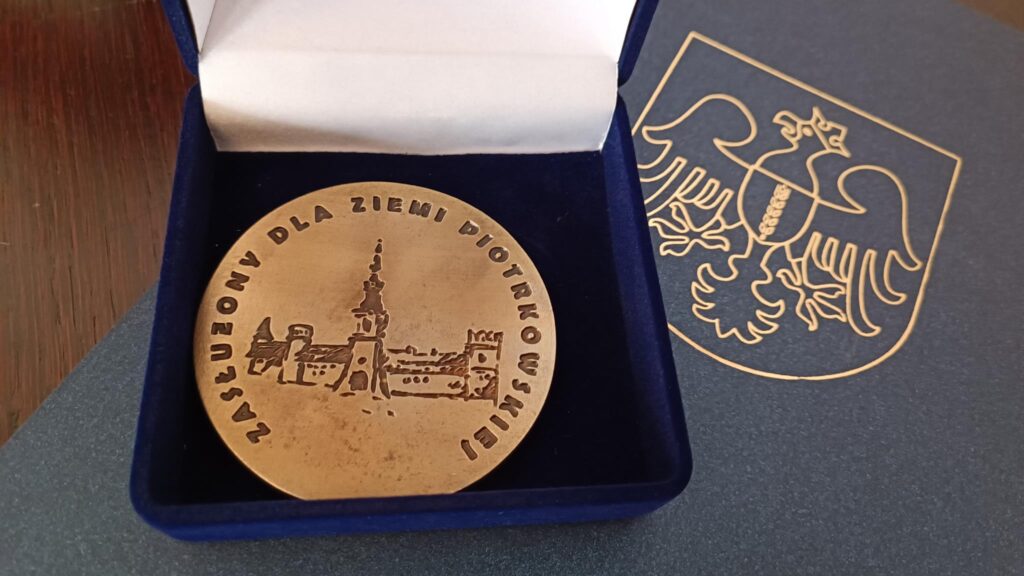 ZASŁUŻONY DLA ZIEMI PIOTRKOWSKIEJ